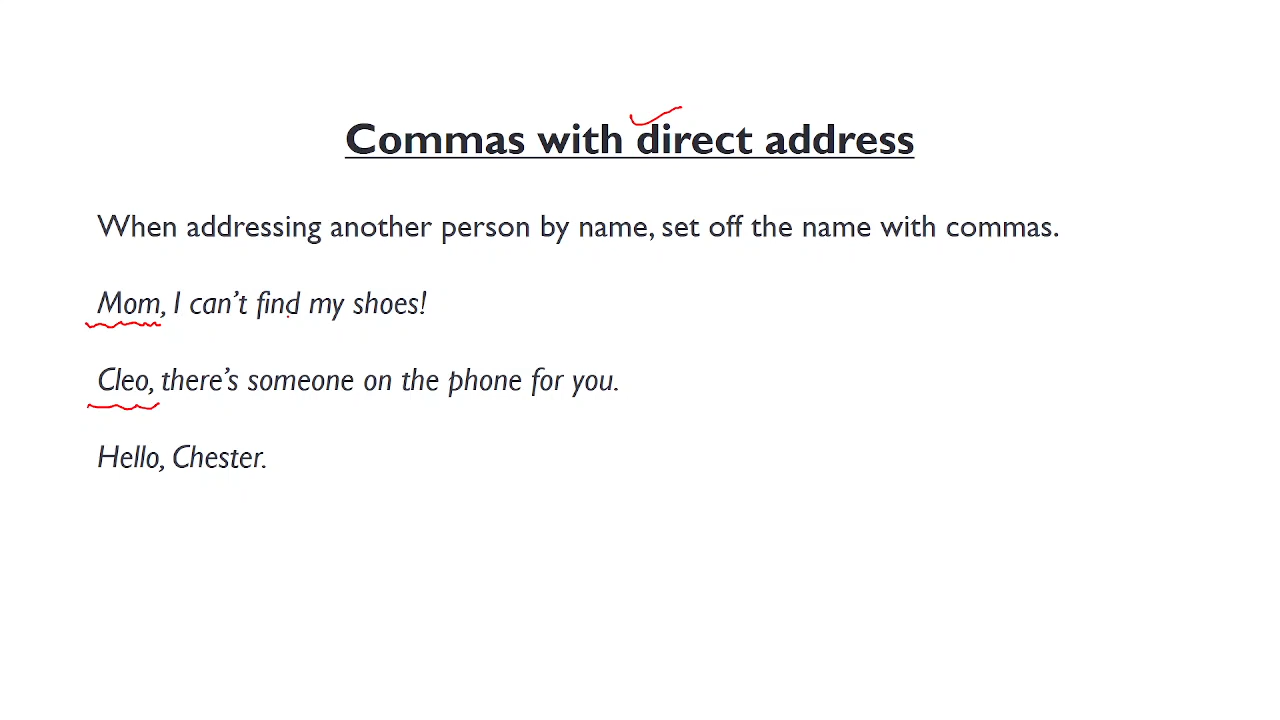 Commas with direct address
When addressing another person by name, set off the name with commas.
Mom, I can’t find my shoes!
Cleo, there’s someone on the phone for you.
Hello, Chester.